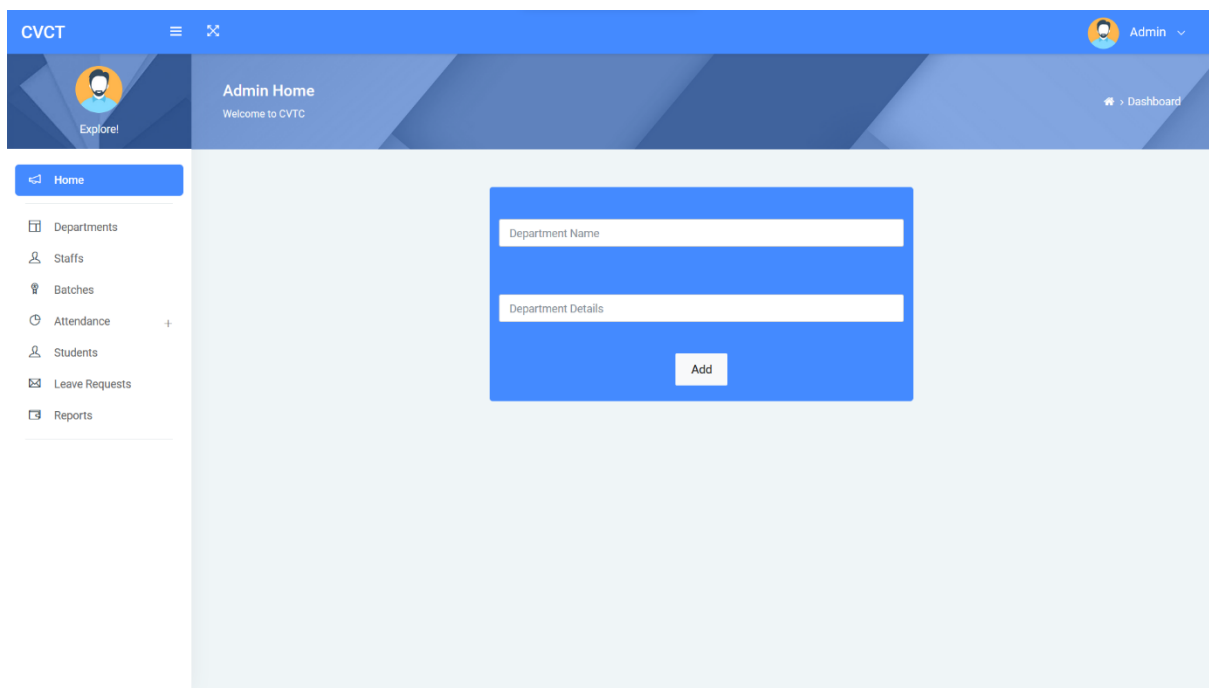 CVCT
Admin
Explore!
Admin Home
Welcome to CVTC
> Dashboard
Home
Departments
Staffs
Batches
Attendance +
Students
Leave Requests
Reports
Department Name
Department Details
Add